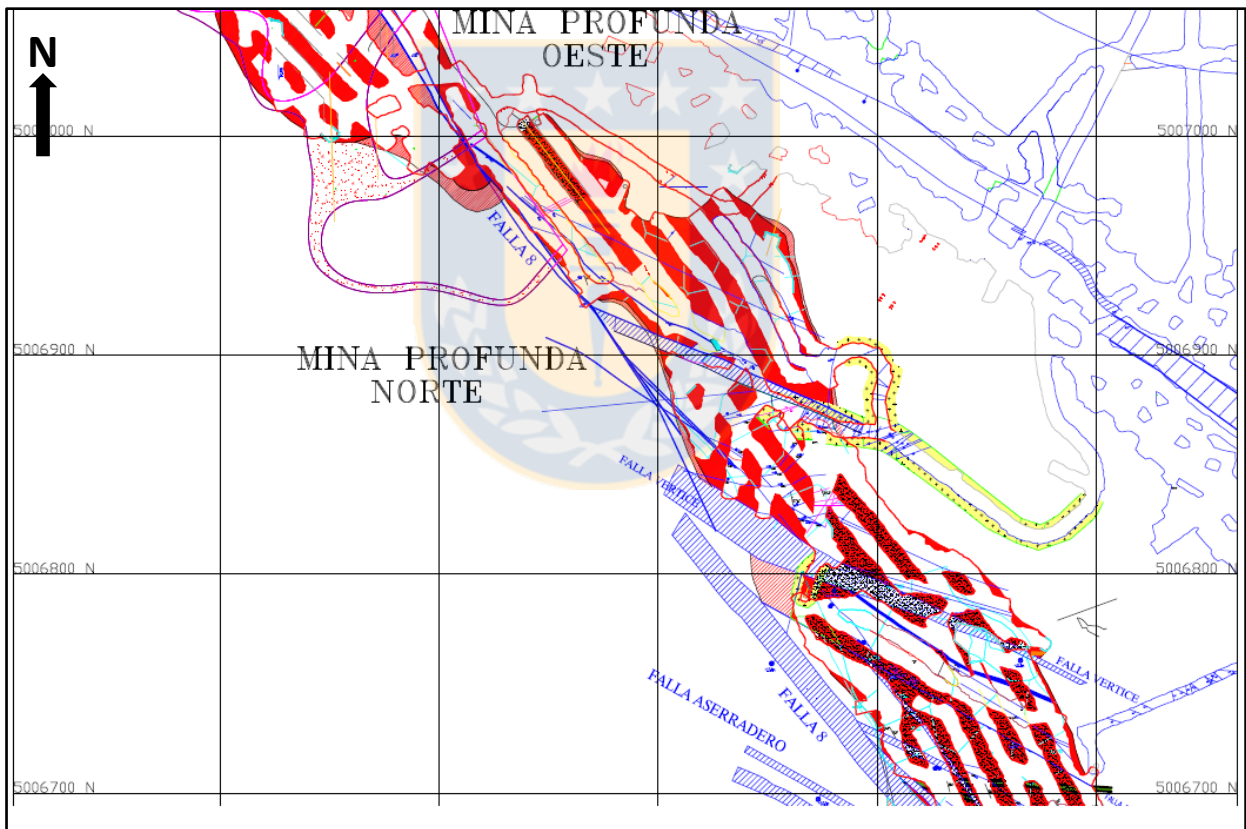 MINA PROFUNDA
OESTE
N
5007000 N
5007000 N
FALLA 8
5006900 N
5006900 N
MINA PROFUNDA
NORTE
FALLA VERTICE
5006800 N
5006800 N
FALLA VERTICE
FALLA ASERRADERO
FALLA 8
5006700 N
5006700 N